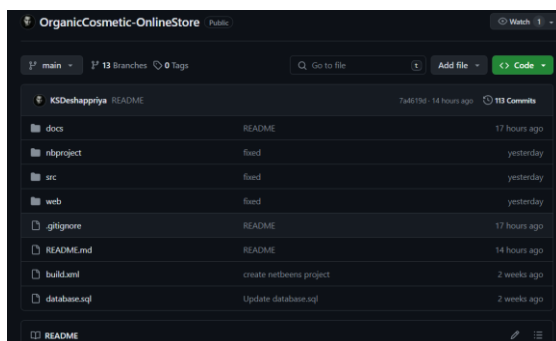 OrganicCosmetic-OnlineStore Public Watch 1
main 13 Branches 0 Tags Go to file t Add file <> Code
KSDeshappriya README 7a4619d · 14 hours ago 113 Commits
docs README 17 hours ago
nbproject fixed yesterday
src fixed yesterday
web fixed yesterday
.gitignore README 17 hours ago
README.md README 14 hours ago
build.xml create netbeens project 2 weeks ago
database.sql Update database.sql 2 weeks ago
README